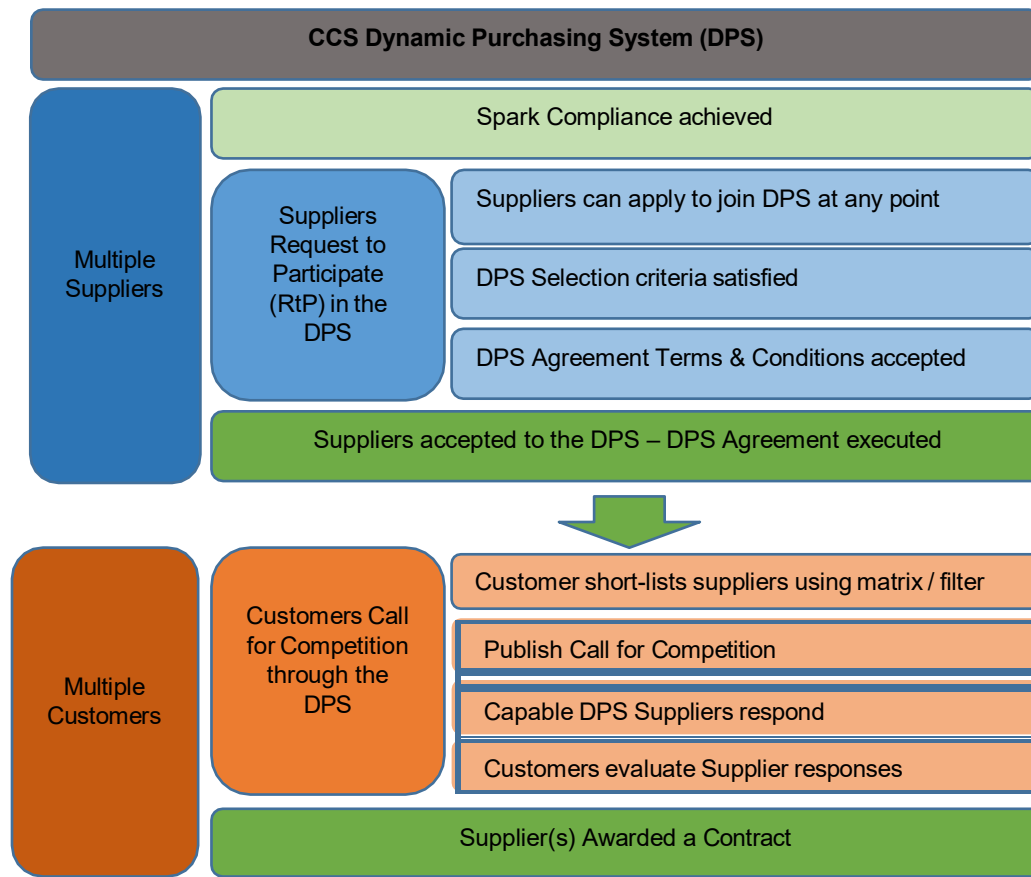 CCS Dynamic Purchasing System (DPS)
Spark Compliance achieved
Multiple
Suppliers
Suppliers
Request to
Participate
(RtP) in the
DPS
Suppliers can apply to join DPS at any point
DPS Selection criteria satisfied
DPS Agreement Terms & Conditions accepted
Suppliers accepted to the DPS – DPS Agreement executed
Multiple
Customers
Customers Call
for Competition
through the
DPS
Customer short-lists suppliers using matrix / filter
Publish Call for Competition
Capable DPS Suppliers respond
Customers evaluate Supplier responses
Supplier(s) Awarded a Contract